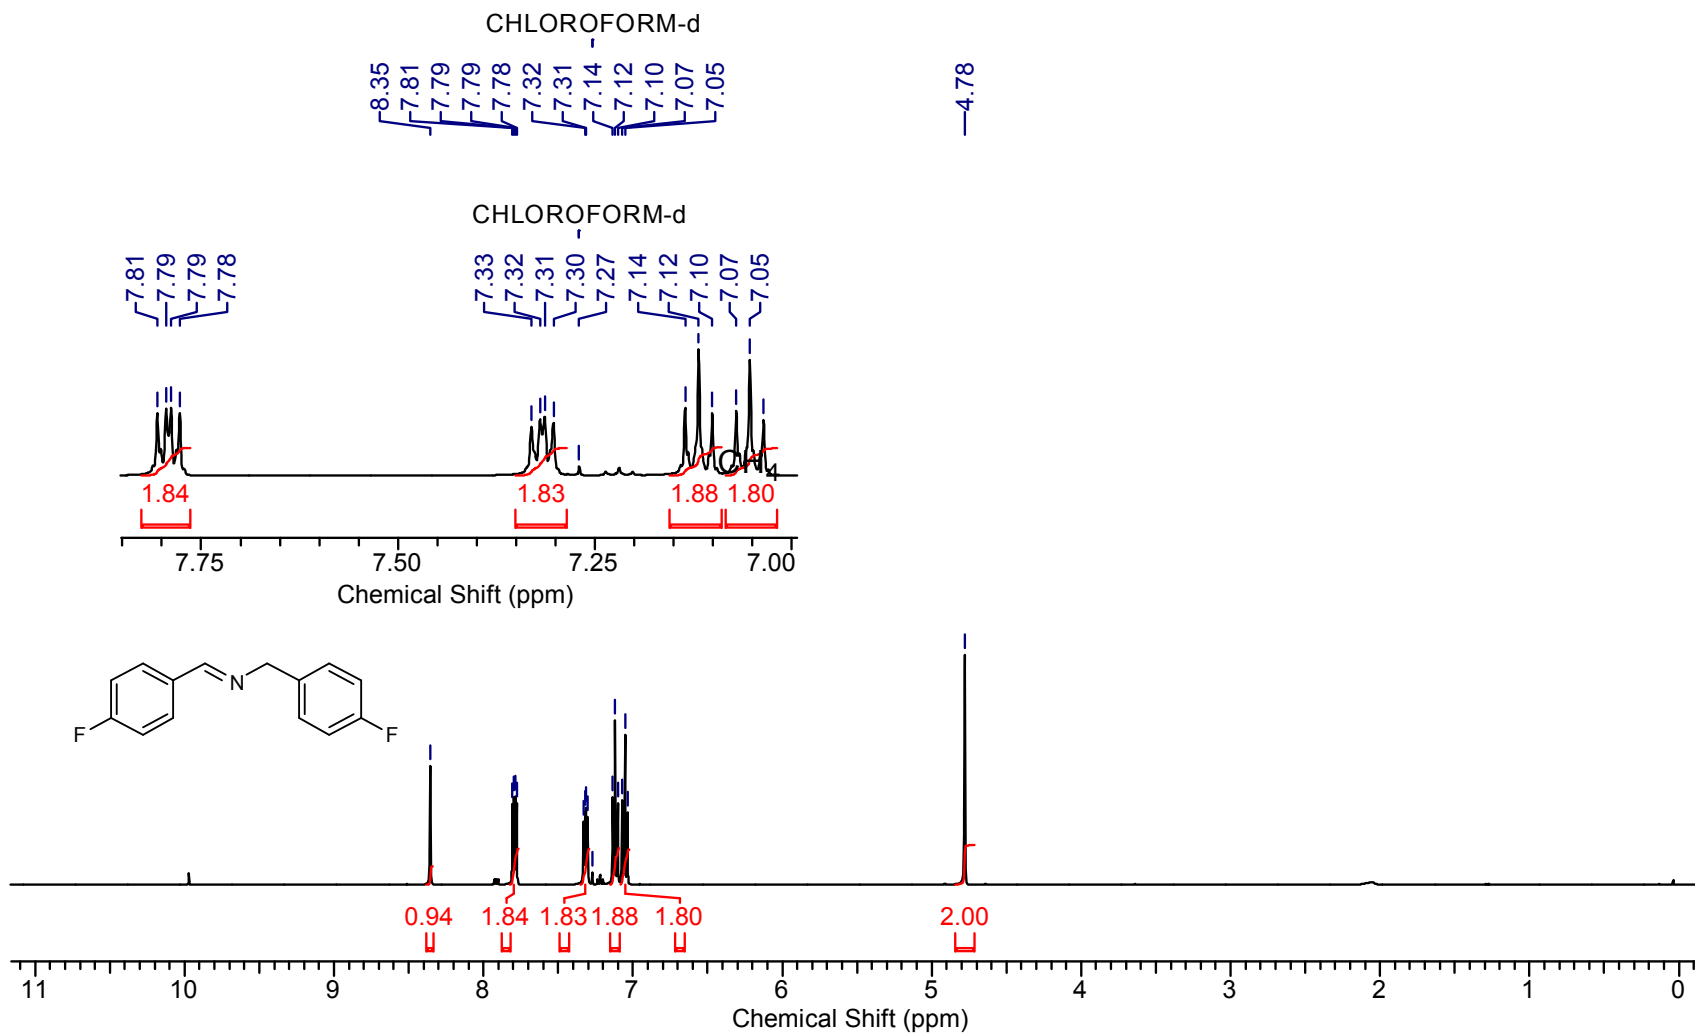 CHLOROFORM-d
8.35 7.81 7.79 7.79 7.78 7.32 7.31 7.14 7.12 7.10 7.07 7.05 4.78
CHLOROFORM-d
7.81 7.79 7.79 7.78 7.33 7.32 7.31 7.30 7.27 7.14 7.12 7.10 7.07 7.05
1.84 1.83 1.88 1.80
7.75 7.50 7.25 7.00
Chemical Shift (ppm)
N
F F
0.94 1.84 1.83 1.88 1.80 2.00
11 10 9 8 7 6 5 4 3 2 1 0
Chemical Shift (ppm)